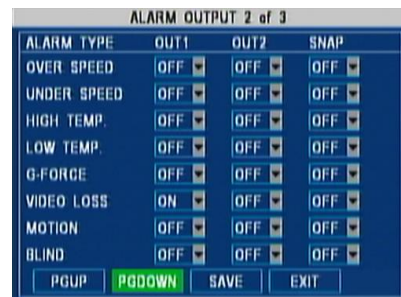 ALARM OUTPUT 2 of 3
ALARM TYPE OUT1 OUT2 SNAP
OVER SPEED OFF OFF OFF
UNDER SPEED OFF OFF OFF
HIGH TEMP. OFF OFF OFF
LOW TEMP. OFF OFF OFF
G-FORCE OFF OFF OFF
VIDEO LOSS ON OFF OFF
MOTION OFF OFF OFF
BLIND OFF OFF OFF
PGUP PGDOWN SAVE EXIT